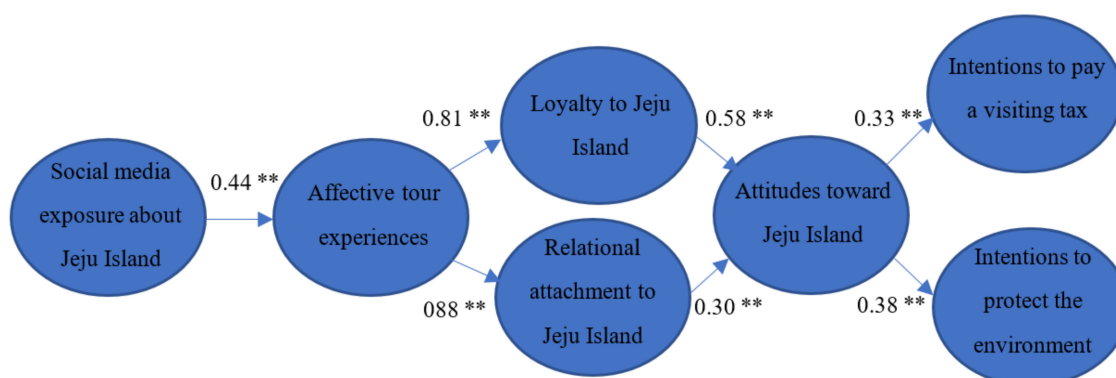 Social media
exposure about
Jeju Island
0.44 **
Affective tour
experiences
0.81 **
088 **
Loyalty to Jeju
Island
Relational
attachment to
Jeju Island
0.58 **
0.30 **
Attitudes toward
Jeju Island
0.33 **
0.38 **
Intentions to pay
a visiting tax
Intentions to
protect the
environment